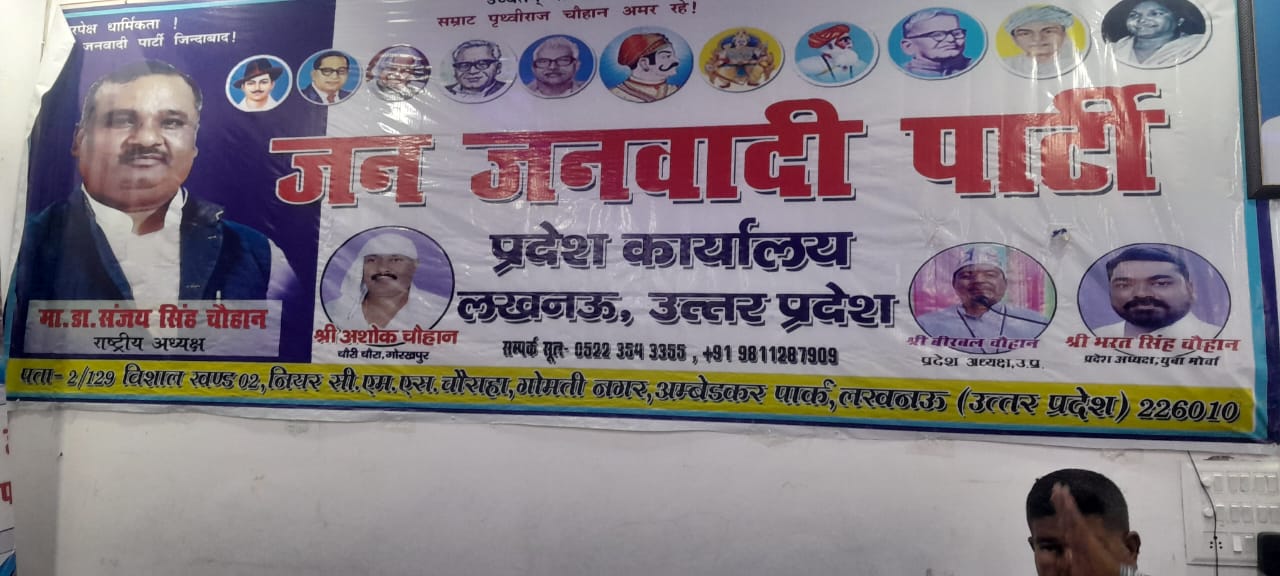 धार्मिकता !
जनवादी पार्टी जिन्दाबाद!
सम्राट पृथ्वीराज चौहान अमर रहे!
जन जनवादी पार्टी
प्रदेश कार्यालय
लखनऊ, उत्तर प्रदेश
मा.डा.संजय सिंह चौहान
राष्ट्रीय अध्यक्ष
श्री अशोक चौहान
चौरी चौरा,गोरखपुर
सम्पर्क सूत्र- 0522 354 3355 , +91 9811287909
श्री बीरबल चौहान
प्रदेश अध्यक्ष,उ.प्र.
श्री भरत सिंह चौहान
प्रदेश अध्यक्ष,युवा मोर्चा
पता- 2/129 विशाल खण्ड 02,नियर सी.एम.एस.चौराहा,गोमती नगर,अम्बेडकर पार्क,लखनऊ (उत्तर प्रदेश) 226010